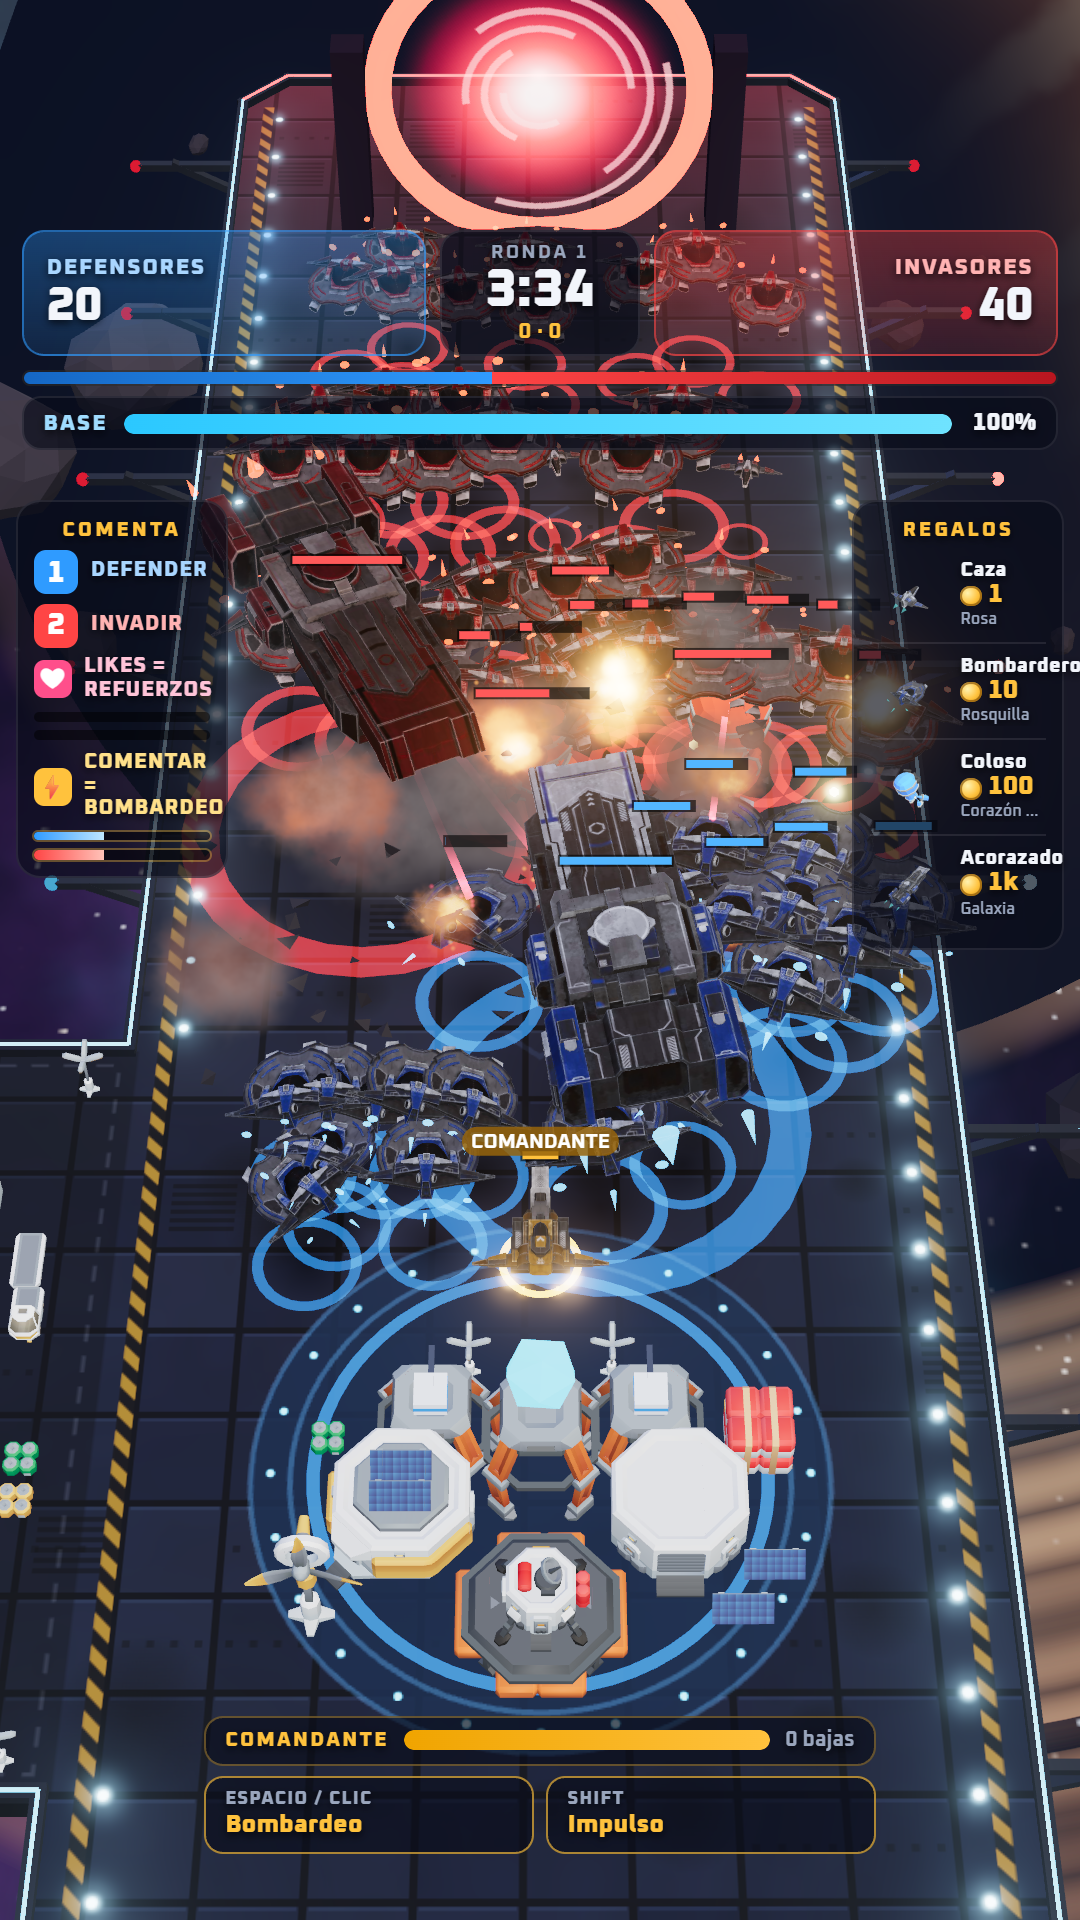 DEFENSORES
20
RONDA 1
3:34
0 · 0
INVASORES
40
BASE
100%
COMENTA
1 DEFENDER
2 INVADIR
LIKES =
REFUERZOS
COMENTAR
=
BOMBARDEO
REGALOS
Caza
1
Rosa
Bombardero
10
Rosquilla
Coloso
100
Corazón ...
Acorazado
1k
Galaxia
COMANDANTE
COMANDANTE
0 bajas
ESPACIO / CLIC
Bombardeo
SHIFT
Impulso